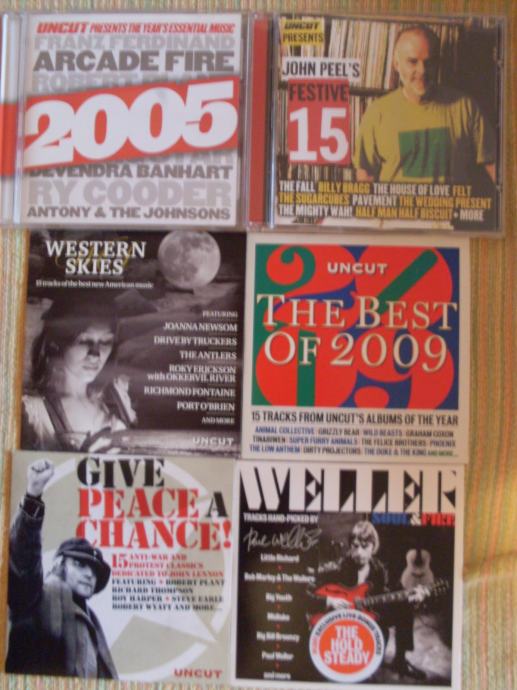 UNCUT PRESENTS THE YEAR'S ESSENTIAL MUSIC
FRANZ FERDINAND
ARCADE FIRE
2005
DEVENDRA BANHART
RY COODER
ANTONY & THE JOHNSONS
UNCUT
PRESENTS
JOHN PEEL'S
FESTIVE
15
THE FALL BILLY BRAGG THE HOUSE OF LOVE FELT
THE SUGARCUBES PAVEMENT THE WEDDING PRESENT
THE MIGHTY WAH! HALF MAN HALF BISCUIT + MORE
WESTERN
SKIES
15 tracks of the best new American music
FEATURING
JOANNA NEWSOM
DRIVE BY TRUCKERS
THE ANTLERS
ROKY ERICKSON
with OKKERVIL RIVER
RICHMOND FONTAINE
PORT O'BRIEN
AND MORE
UNCUT
UNCUT
THE BEST
OF 2009
15 TRACKS FROM UNCUT'S ALBUMS OF THE YEAR
ANIMAL COLLECTIVE · GRIZZLY BEAR · WILD BEASTS · GRAHAM COXON
TINARIWEN · SUPER FURRY ANIMALS · THE FELICE BROTHERS · PHOENIX
THE LOW ANTHEM · DIRTY PROJECTORS · THE DUKE & THE KING AND MORE...
GIVE
PEACE A
CHANCE!
15 ANTI-WAR AND
PROTEST CLASSICS
DEDICATED TO JOHN LENNON
FEATURING * ROBERT PLANT
RICHARD THOMPSON
ROY HARPER * STEVE EARLE
ROBERT WYATT AND MORE...
UNCUT
WELLER
SOUL & FIRE
TRACKS HAND-PICKED BY
Paul Weller
Little Richard
Bob Marley & The Wailers
Big Youth
Big Bill Broonzy
Paul Weller
and more
PLUS EXCLUSIVE LIVE BONUS TRACKS
THE
HOLD
STEADY